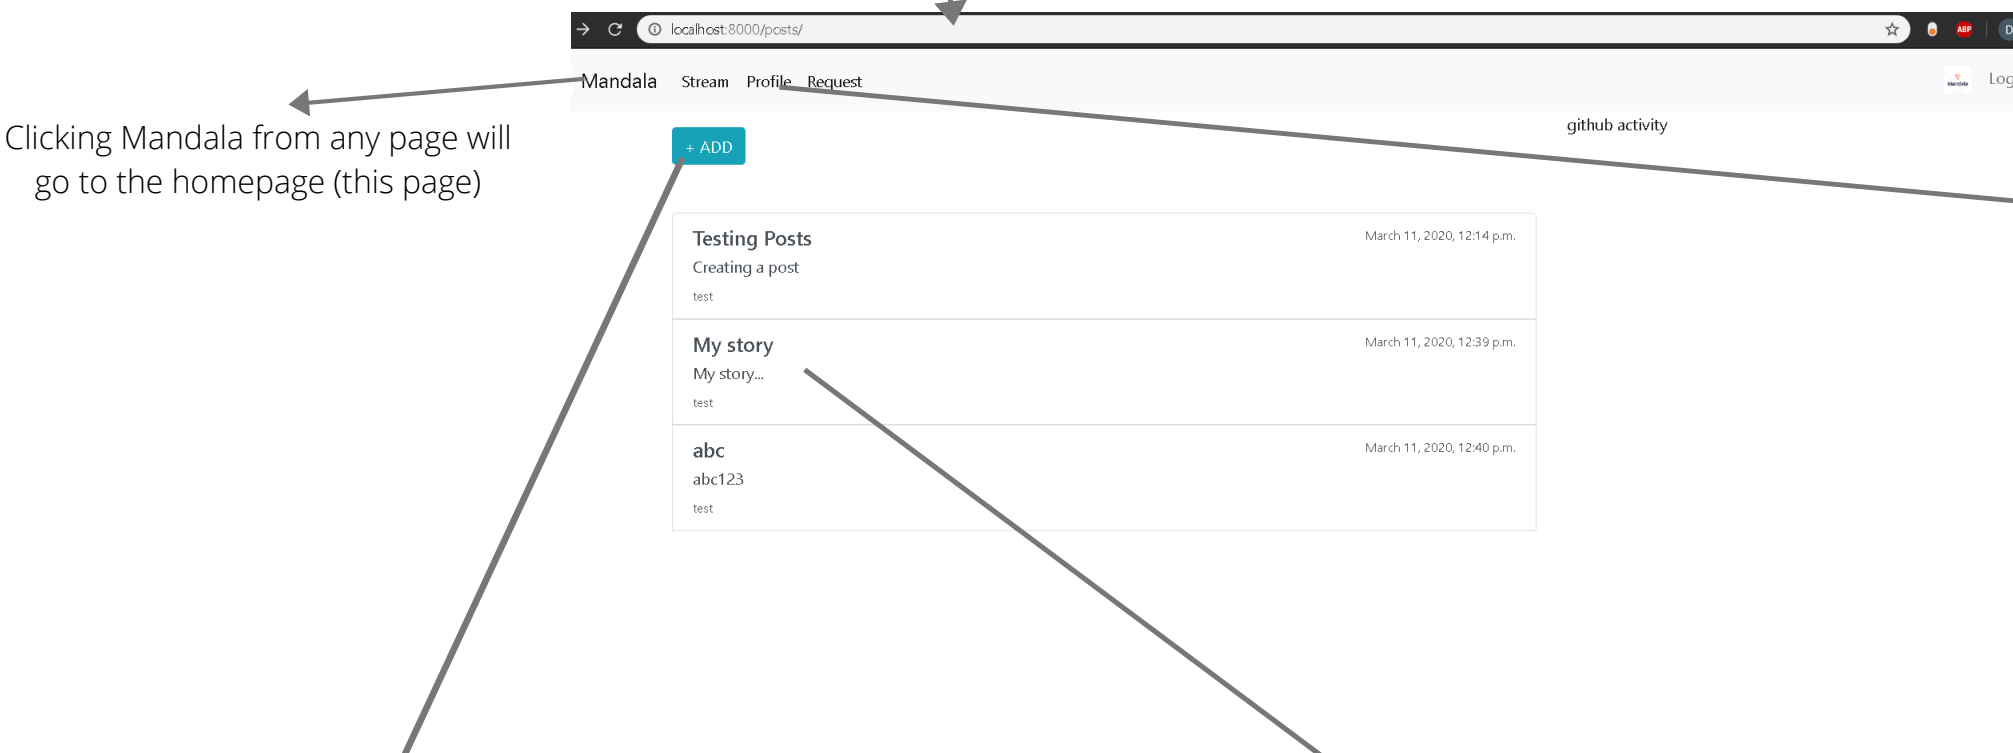 localhost:8000/posts/
ABP
D
Mandala Stream Profile Request
Mandala
Log
Clicking Mandala from any page will
go to the homepage (this page)
+ ADD
github activity
Testing Posts
March 11, 2020, 12:14 p.m.
Creating a post
test
My story
March 11, 2020, 12:39 p.m.
My story...
test
abc
March 11, 2020, 12:40 p.m.
abc123
test